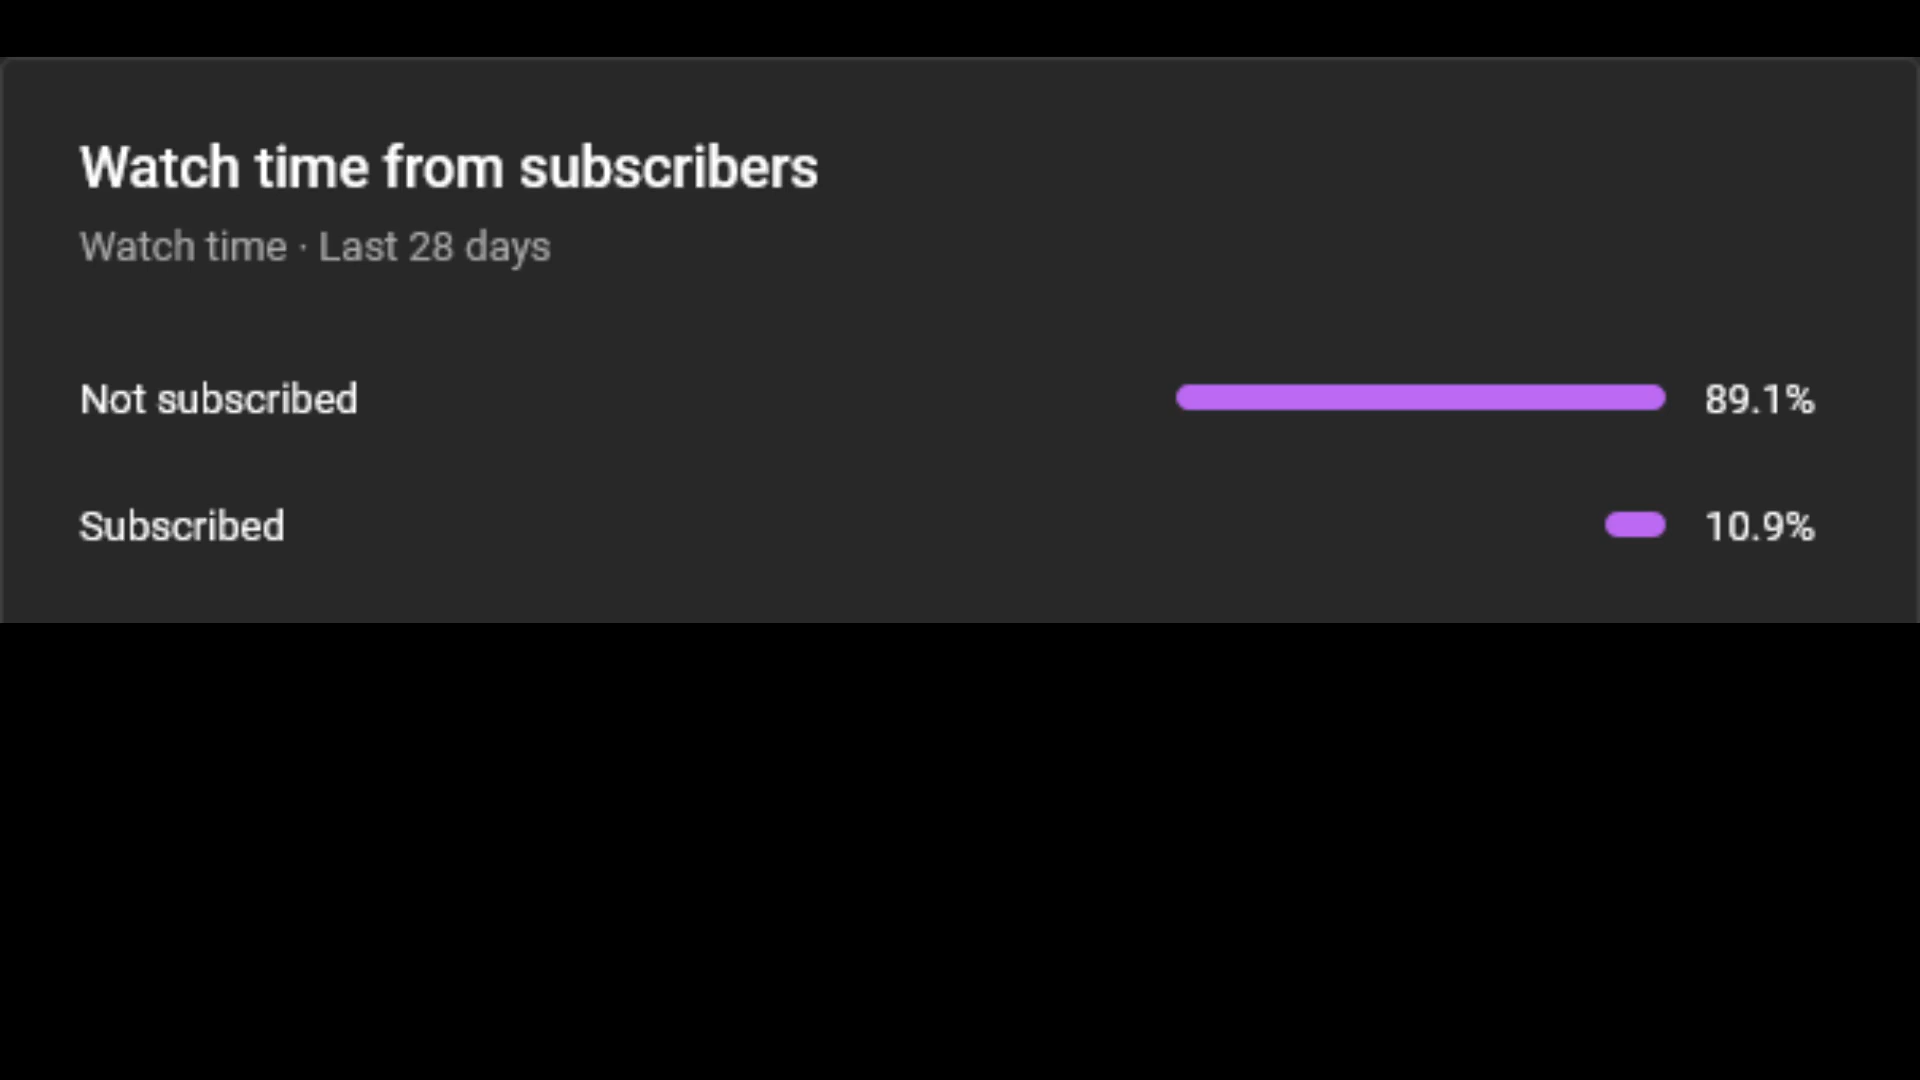 Watch time from subscribers
Watch time · Last 28 days
Not subscribed 89.1%
Subscribed 10.9%